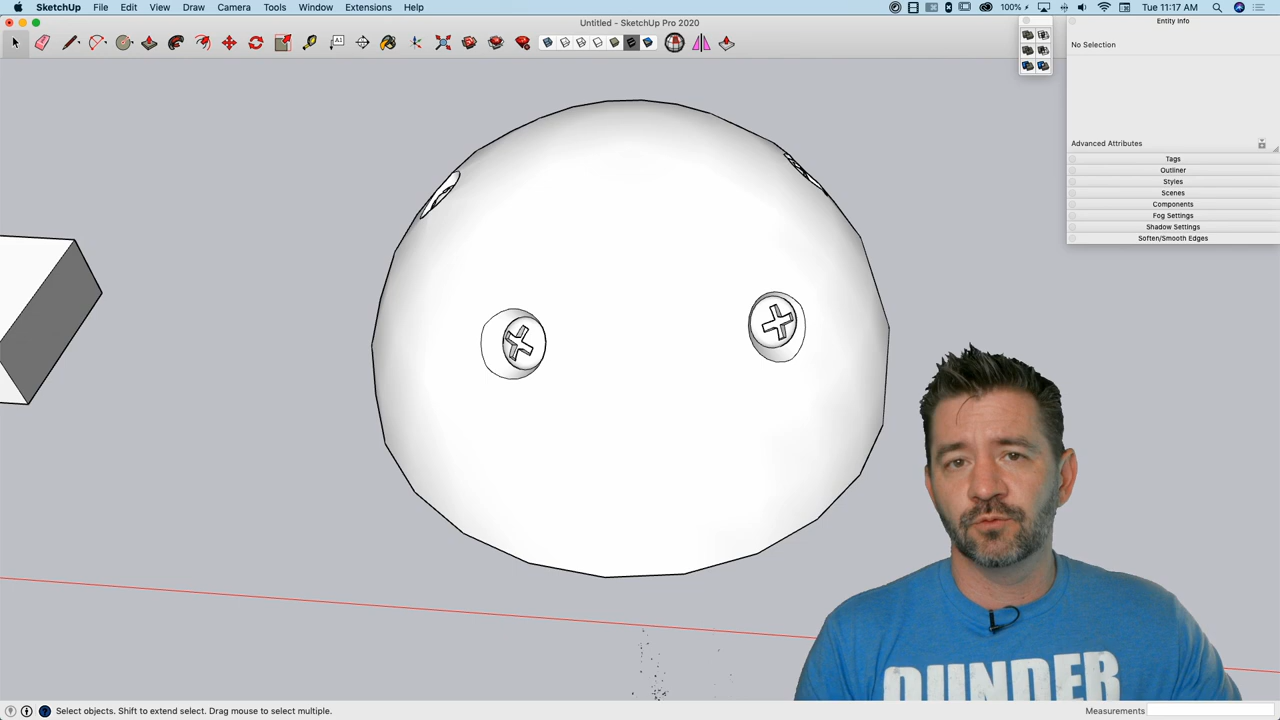 SketchUp File Edit View Draw Camera Tools Window Extensions Help 100% Tue 11:17 AM
Untitled - SketchUp Pro 2020
Entity Info
No Selection
Advanced Attributes
Tags
Outliner
Styles
Scenes
Components
Fog Settings
Shadow Settings
Soften/Smooth Edges
DUNDER
Select objects. Shift to extend select. Drag mouse to select multiple.
Measurements